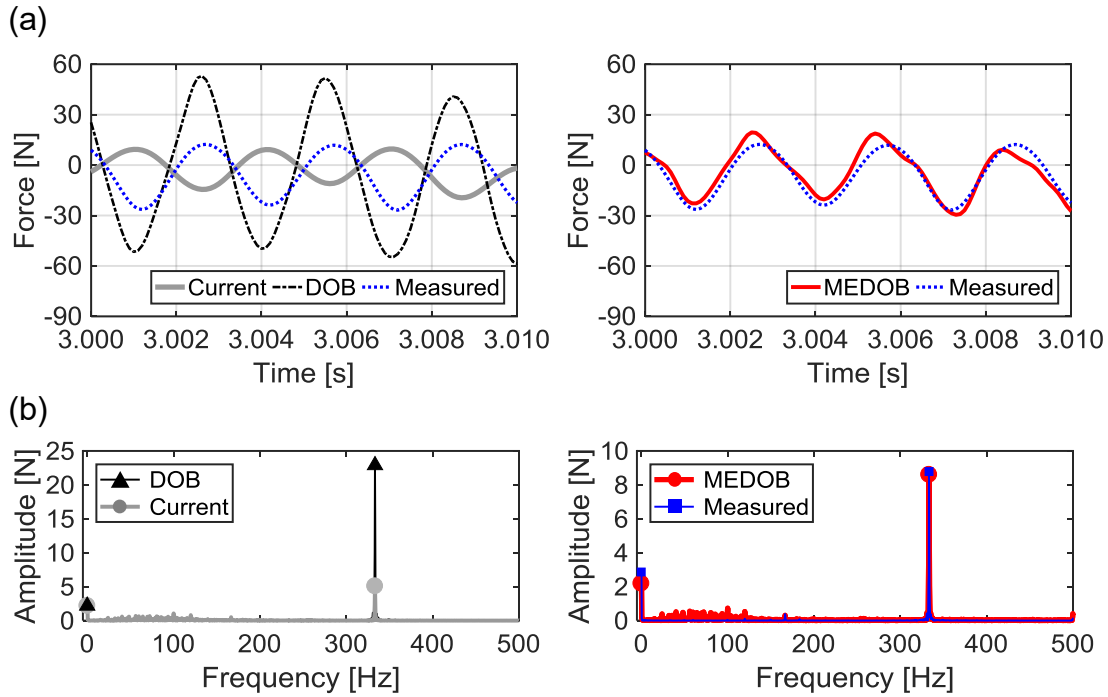 (a)
60
30
0
-30
-60
-90
Force [N]
Current DOB Measured
3.000 3.002 3.004 3.006 3.008 3.010
Time [s]
60
30
0
-30
-60
-90
Force [N]
MEDOB Measured
3.000 3.002 3.004 3.006 3.008 3.010
Time [s]
(b)
25
20
15
10
5
0
Amplitude [N]
DOB
Current
0 100 200 300 400 500
Frequency [Hz]
10
8
6
4
2
0
Amplitude [N]
MEDOB
Measured
0 100 200 300 400 500
Frequency [Hz]